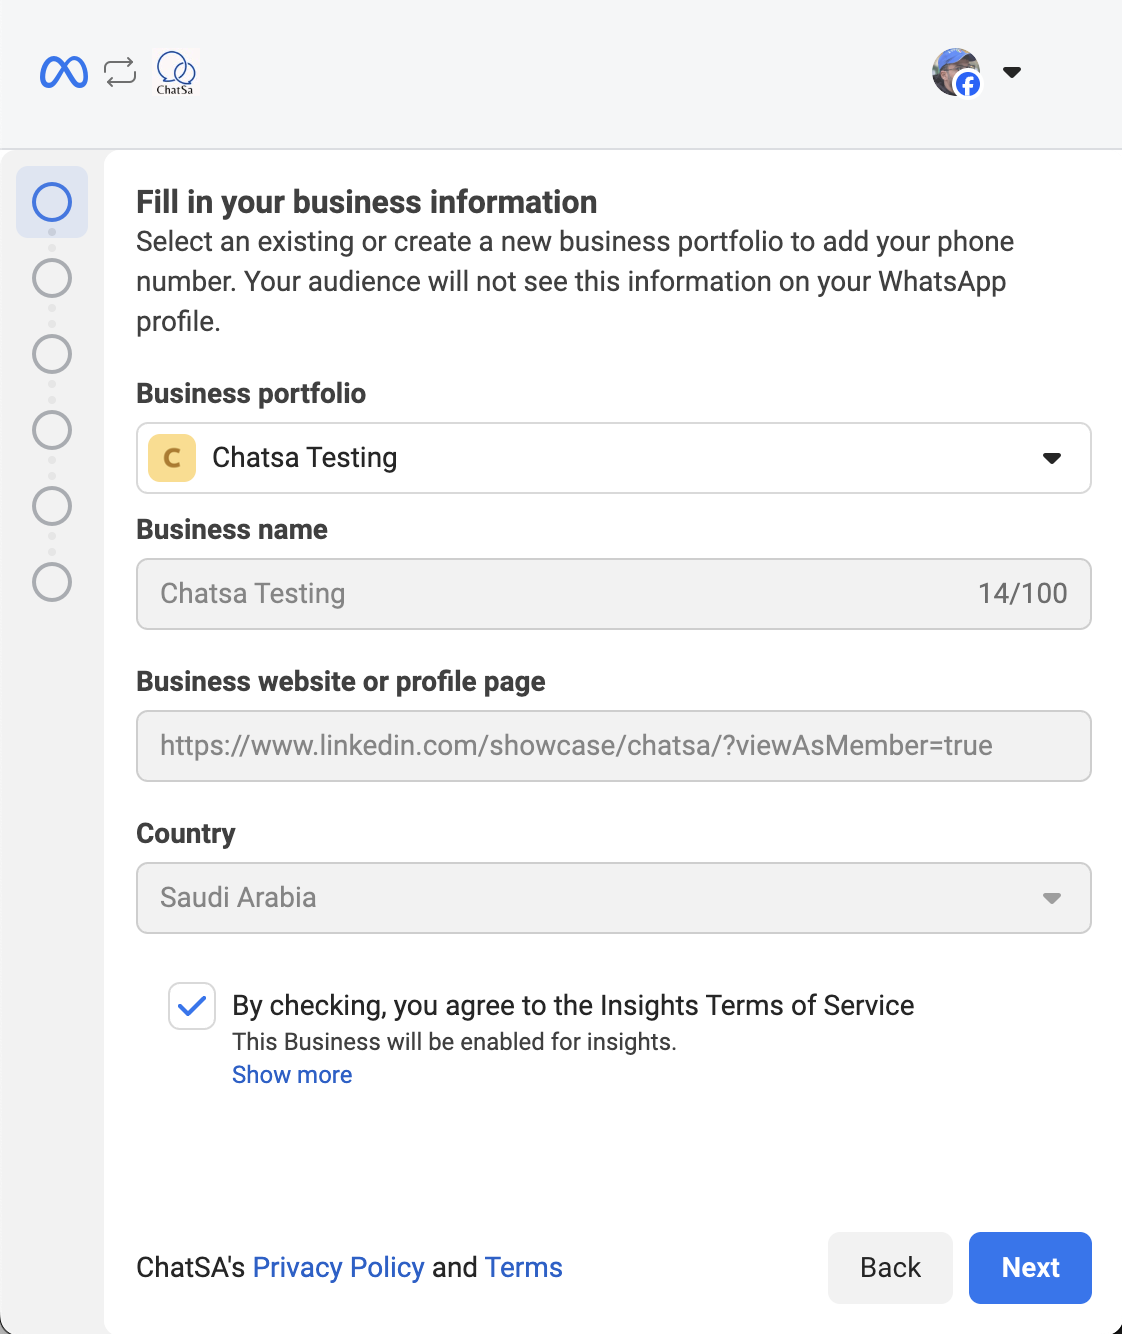 ChatSa
Fill in your business information
Select an existing or create a new business portfolio to add your phone
number. Your audience will not see this information on your WhatsApp
profile.
Business portfolio
C Chatsa Testing
Business name
Chatsa Testing 14/100
Business website or profile page
https://www.linkedin.com/showcase/chatsa/?viewAsMember=true
Country
Saudi Arabia
By checking, you agree to the Insights Terms of Service
This Business will be enabled for insights.
Show more
ChatSA's Privacy Policy and Terms
Back Next